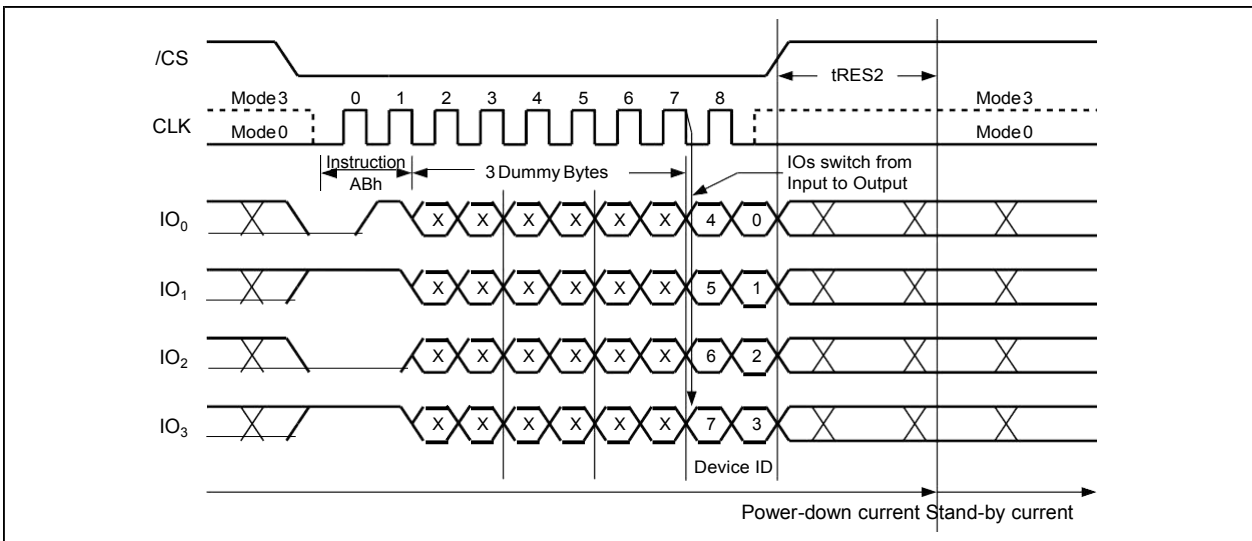 /CS
tRES2
Mode 3 0 1 2 3 4 5 6 7 8 Mode 3
CLK
Mode 0 Mode 0
Instruction
ABh
3 Dummy Bytes
IOs switch from
Input to Output
IO0 X X X X X X 4 0
IO1 X X X X X X 5 1
IO2 X X X X X X 6 2
IO3 X X X X X X 7 3
Device ID
Power-down current Stand-by current